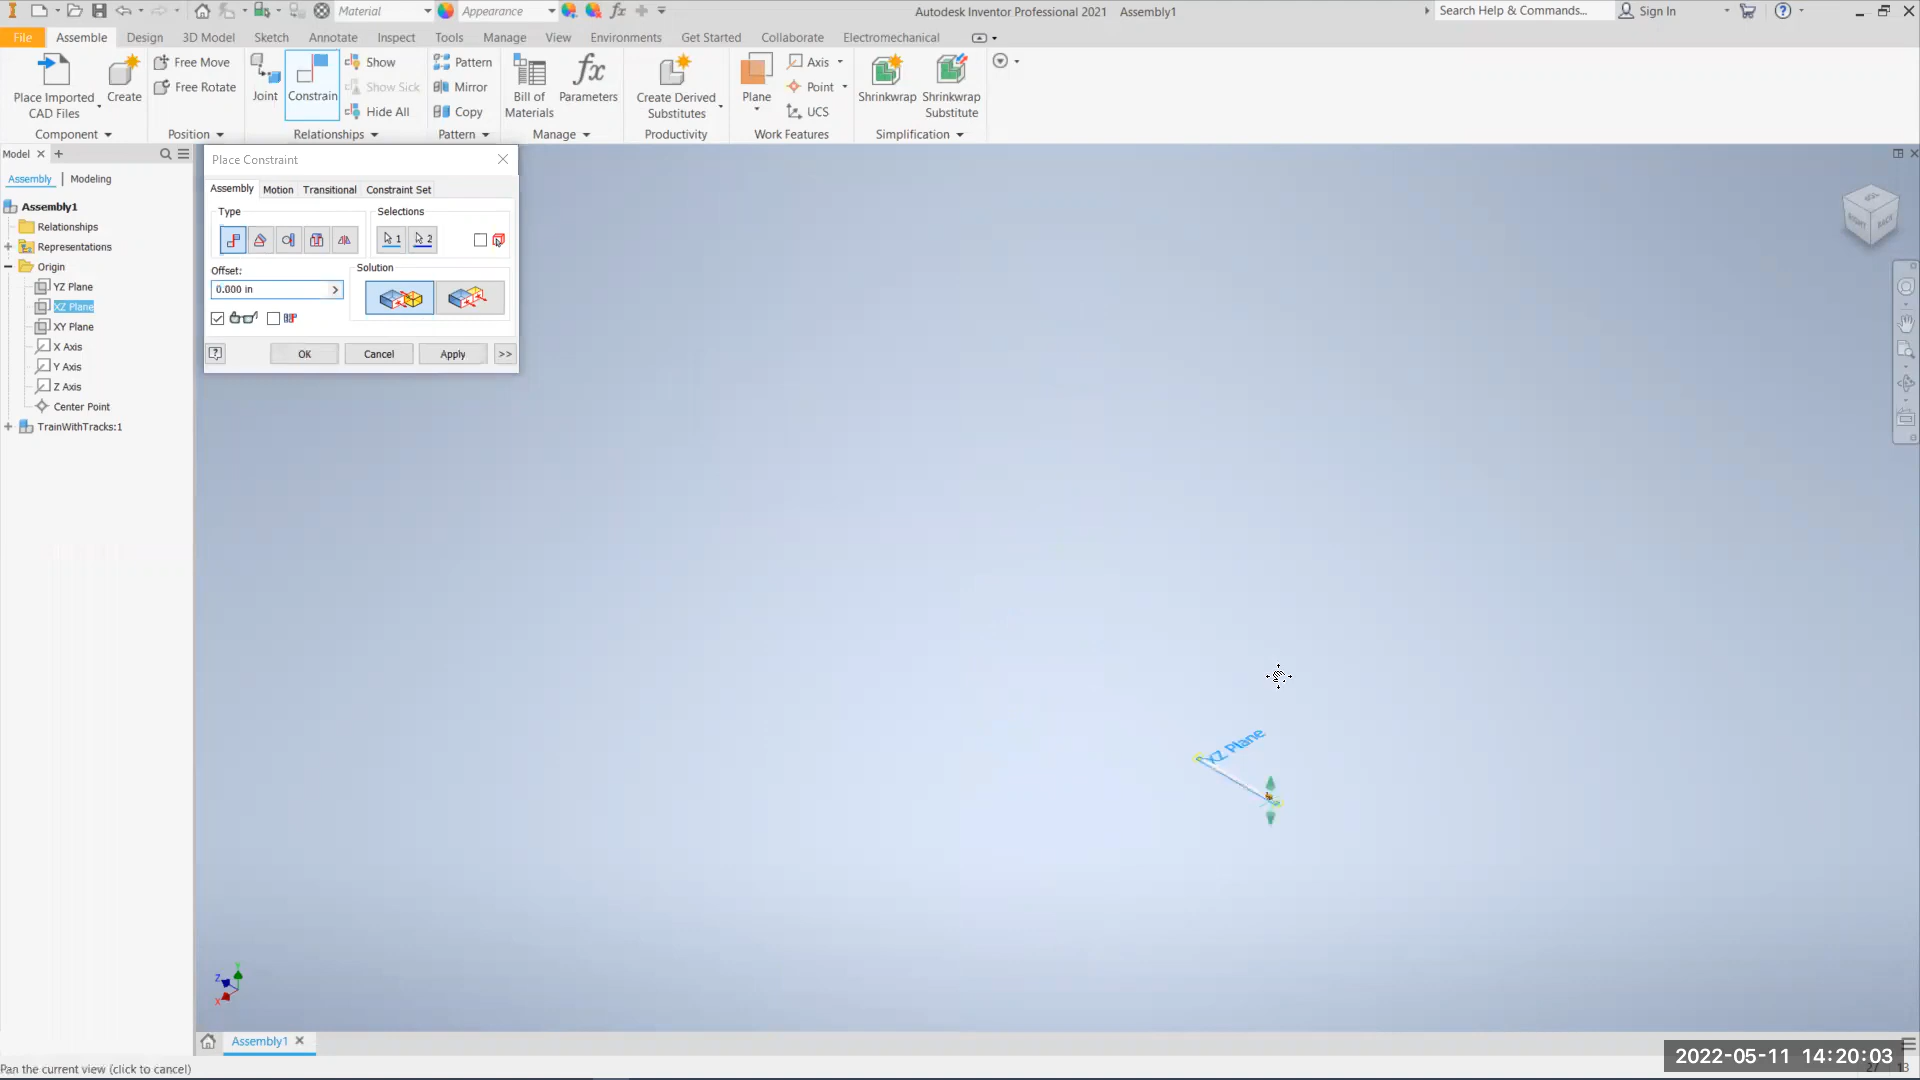 Material
Appearance
Autodesk Inventor Professional 2021 Assembly1
Search Help & Commands...
Sign In
File Assemble Design 3D Model Sketch Annotate Inspect Tools Manage View Environments Get Started Collaborate Electromechanical
Place Imported
CAD Files
Create
Free Move
Free Rotate
Joint
Constrain
Show
Show Sick
Hide All
Pattern
Mirror
Copy
Bill of
Materials
Parameters
Create Derived
Substitutes
Plane
Axis
Point
UCS
Shrinkwrap
Shrinkwrap
Substitute
Component Position Relationships Pattern Manage Productivity Work Features Simplification
Model
Assembly | Modeling
Assembly1
Relationships
Representations
Origin
YZ Plane
XZ Plane
XY Plane
X Axis
Y Axis
Z Axis
Center Point
TrainWithTracks:1
Place Constraint
Assembly Motion Transitional Constraint Set
Type
Selections
1 2
Offset:
Solution
0.000 in
OK Cancel Apply >>
TOP
RIGHT
BACK
XZ Plane
Z
Y
X
Assembly1
Pan the current view (click to cancel)
2022-05-11 14:20:03